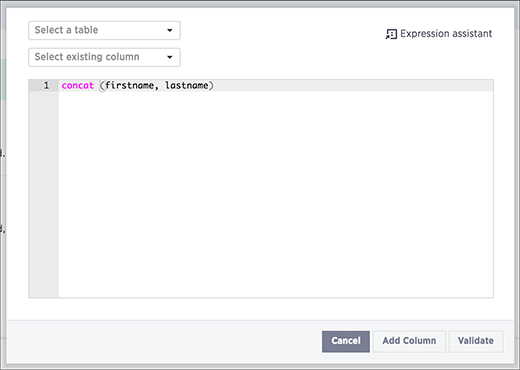 Select a table
Expression assistant
Select existing column
1 concat (firstname, lastname)
d.
d,
Cancel Add Column Validate